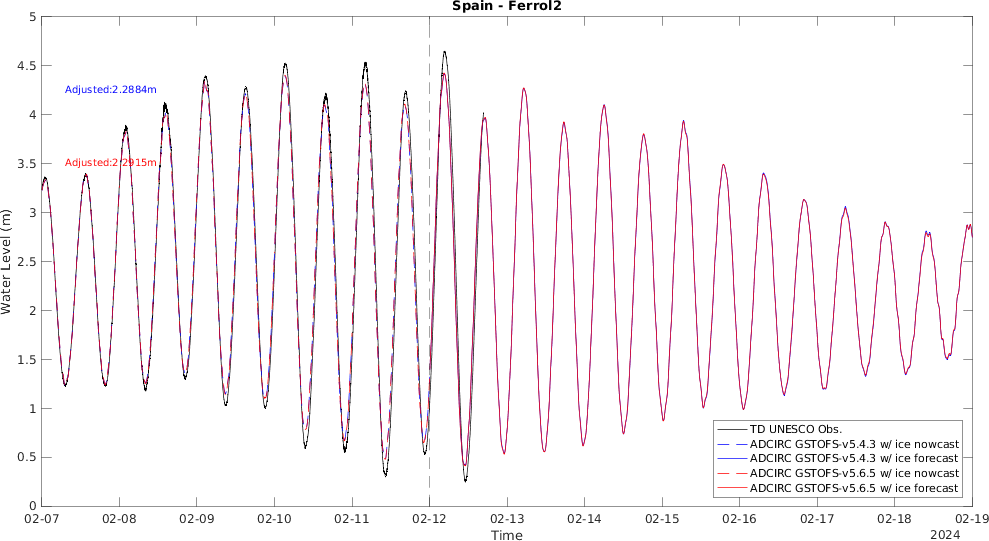 Spain - Ferrol2
5
4.5
4
3.5
3
2.5
2
1.5
1
0.5
0
Water Level (m)
Adjusted:2.2884m
Adjusted:2.2915m
TD UNESCO Obs.
ADCIRC GSTOFS-v5.4.3 w/ ice nowcast
ADCIRC GSTOFS-v5.4.3 w/ ice forecast
ADCIRC GSTOFS-v5.6.5 w/ ice nowcast
ADCIRC GSTOFS-v5.6.5 w/ ice forecast
02-07 02-08 02-09 02-10 02-11 02-12 02-13 02-14 02-15 02-16 02-17 02-18 02-19
Time
2024